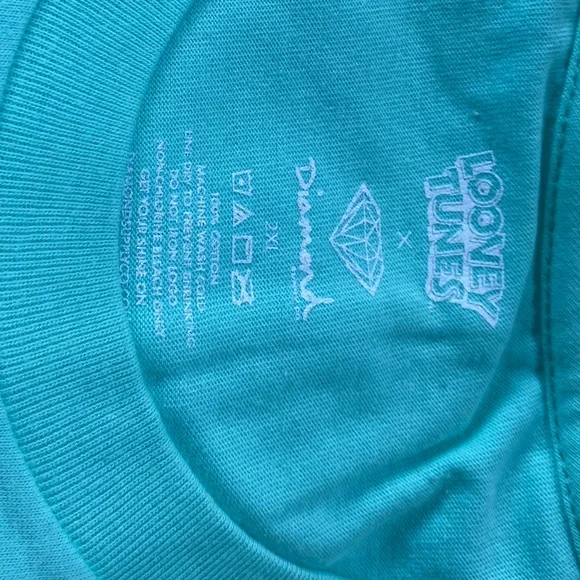 LOONEY
TUNES
×
Diamond
2XL
100% COTTON
MACHINE WASH COLD
LINE DRY TO PREVENT SHRINKING
DO NOT IRON LOGO
NON-CHLORINE BLEACH ONLY
GET YOUR SHINE ON